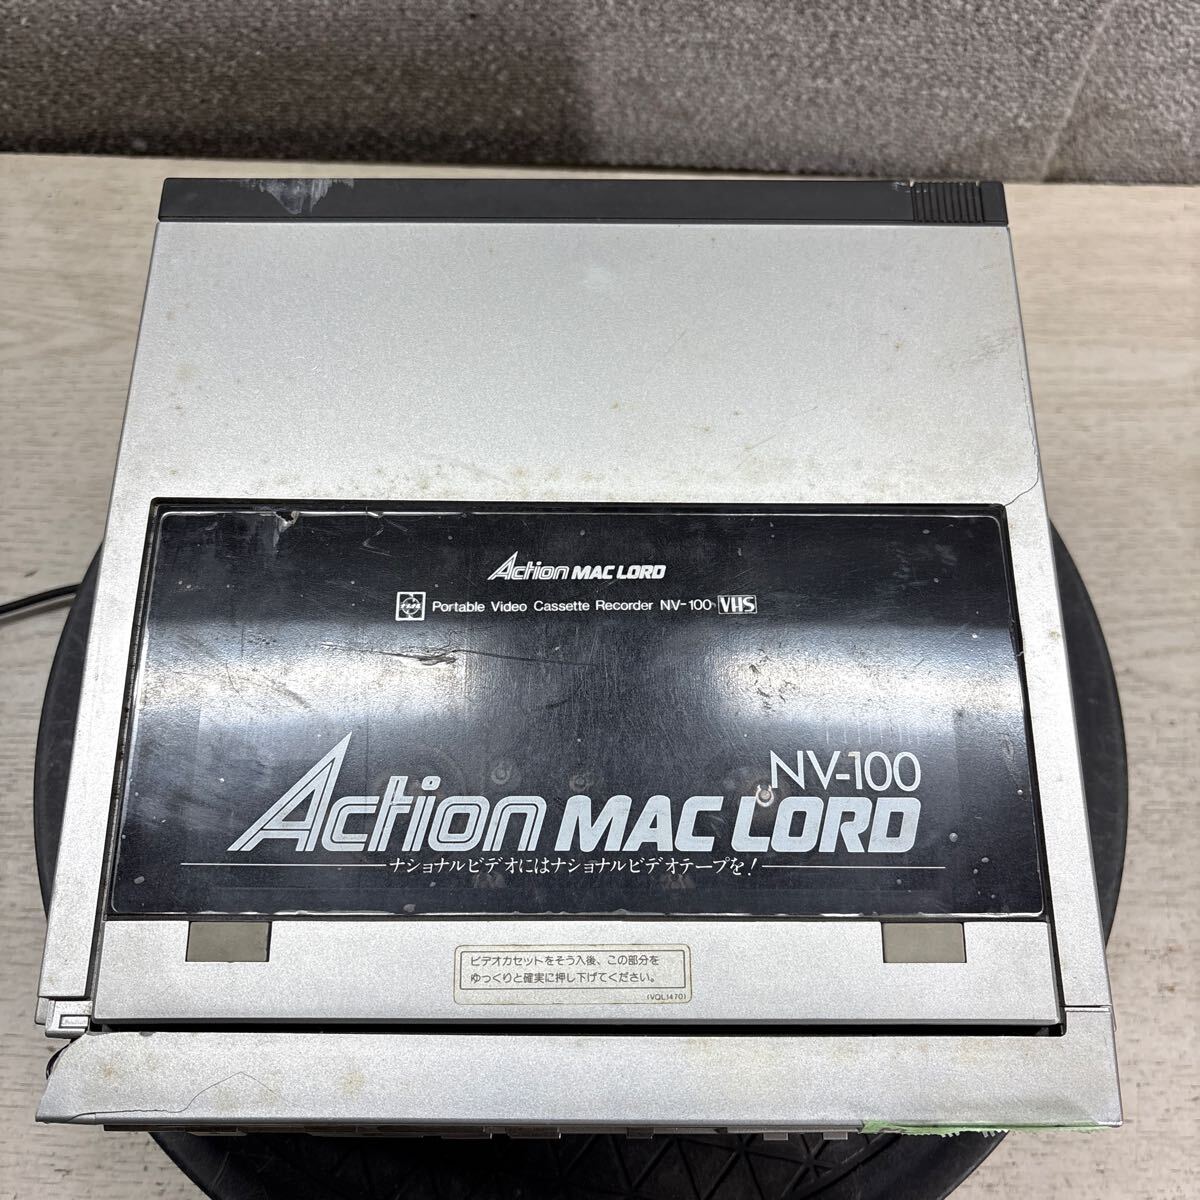 Action MAC LORD
Portable Video Cassette Recorder NV-100 VHS
NV-100
Action MAC LORD
ナショナルビデオにはナショナルビデオテープを!
ビデオカセットをそう入後、この部分を
ゆっくりと確実に押し下げてください。
(VQL1470)